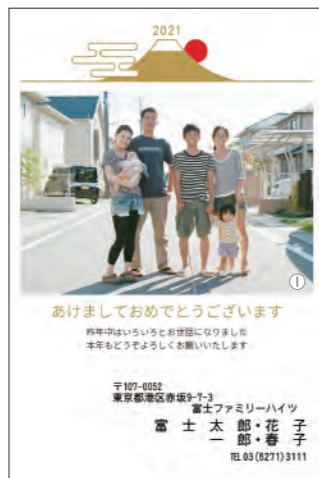 2021
①
あけましておめでとうございます
昨年中はいろいろとお世話になりました
本年もどうぞよろしくお願いいたします
〒107-0052
東京都港区赤坂9-7-3
富士ファミリーハイツ
富士太郎・花子
一郎・春子
TEL 03(6271)3111